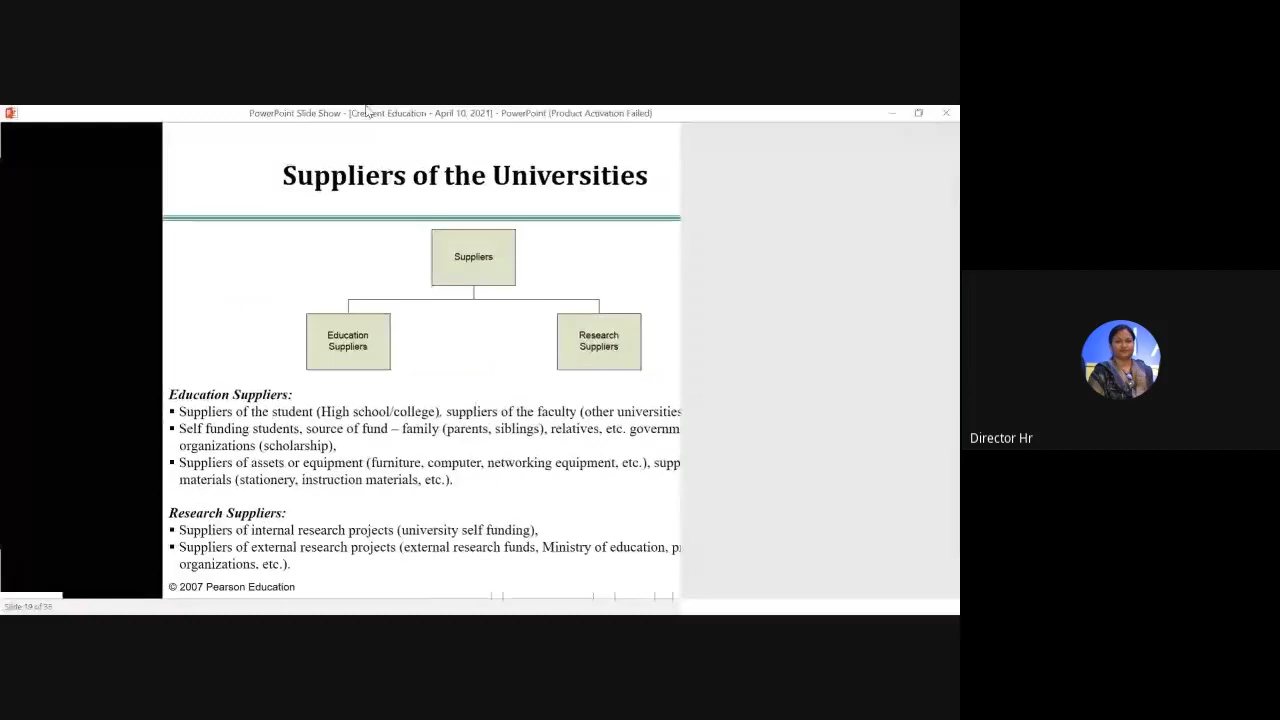 PowerPoint Slide Show - [Crescent Education - April 10, 2021] - PowerPoint (Product Activation Failed)
Suppliers of the Universities
Suppliers
Education
Suppliers
Research
Suppliers
Education Suppliers:
▪ Suppliers of the student (High school/college), suppliers of the faculty (other universities
▪ Self funding students, source of fund – family (parents, siblings), relatives, etc. governm
organizations (scholarship),
▪ Suppliers of assets or equipment (furniture, computer, networking equipment, etc.), supp
materials (stationery, instruction materials, etc.).
Research Suppliers:
▪ Suppliers of internal research projects (university self funding),
▪ Suppliers of external research projects (external research funds, Ministry of education, p
organizations, etc.).
© 2007 Pearson Education
Slide 19 of 36
Director Hr